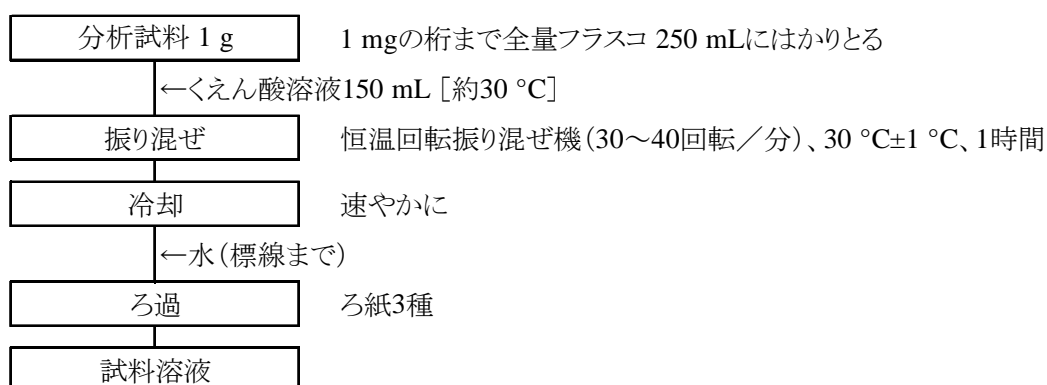 分析試料 1 g 1 mgの桁まで全量フラスコ 250 mLにはかりとる
←くえん酸溶液150 mL [約30 °C]
振り混ぜ 恒温回転振り混ぜ機(30~40回転/分)、30 °C±1 °C、1時間
冷却 速やかに
←水(標線まで)
ろ過 ろ紙3種
試料溶液